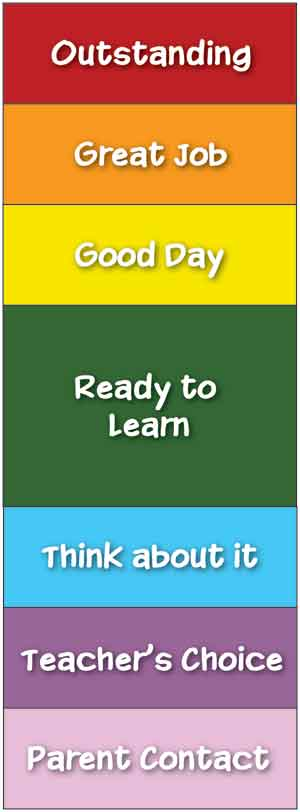 Outstanding
Great Job
Good Day
Ready to
Learn
Think about it
Teacher's Choice
Parent Contact